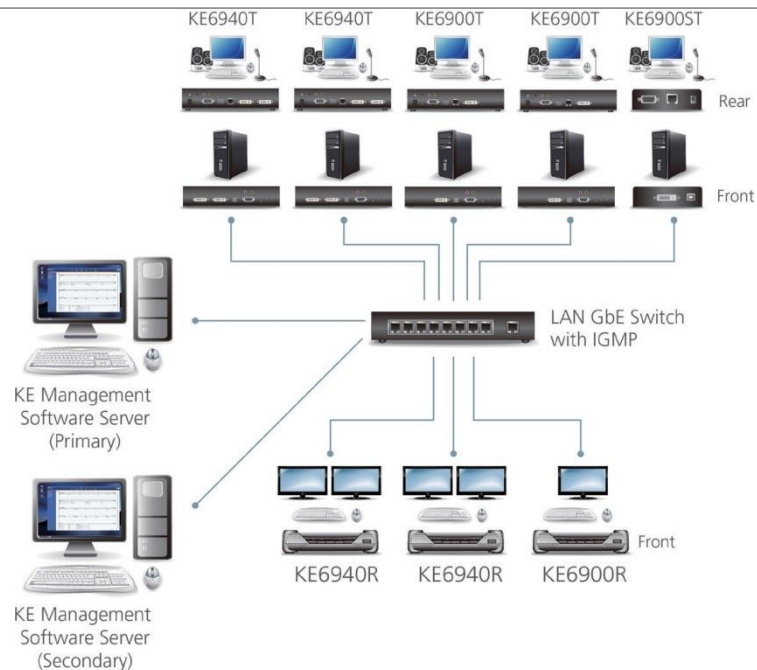 KE6940T
KE6940T
KE6900T
KE6900T
KE6900ST
Rear
Front
LAN GbE Switch
with IGMP
KE Management
Software Server
(Primary)
Front
KE6940R
KE6940R
KE6900R
KE Management
Software Server
(Secondary)